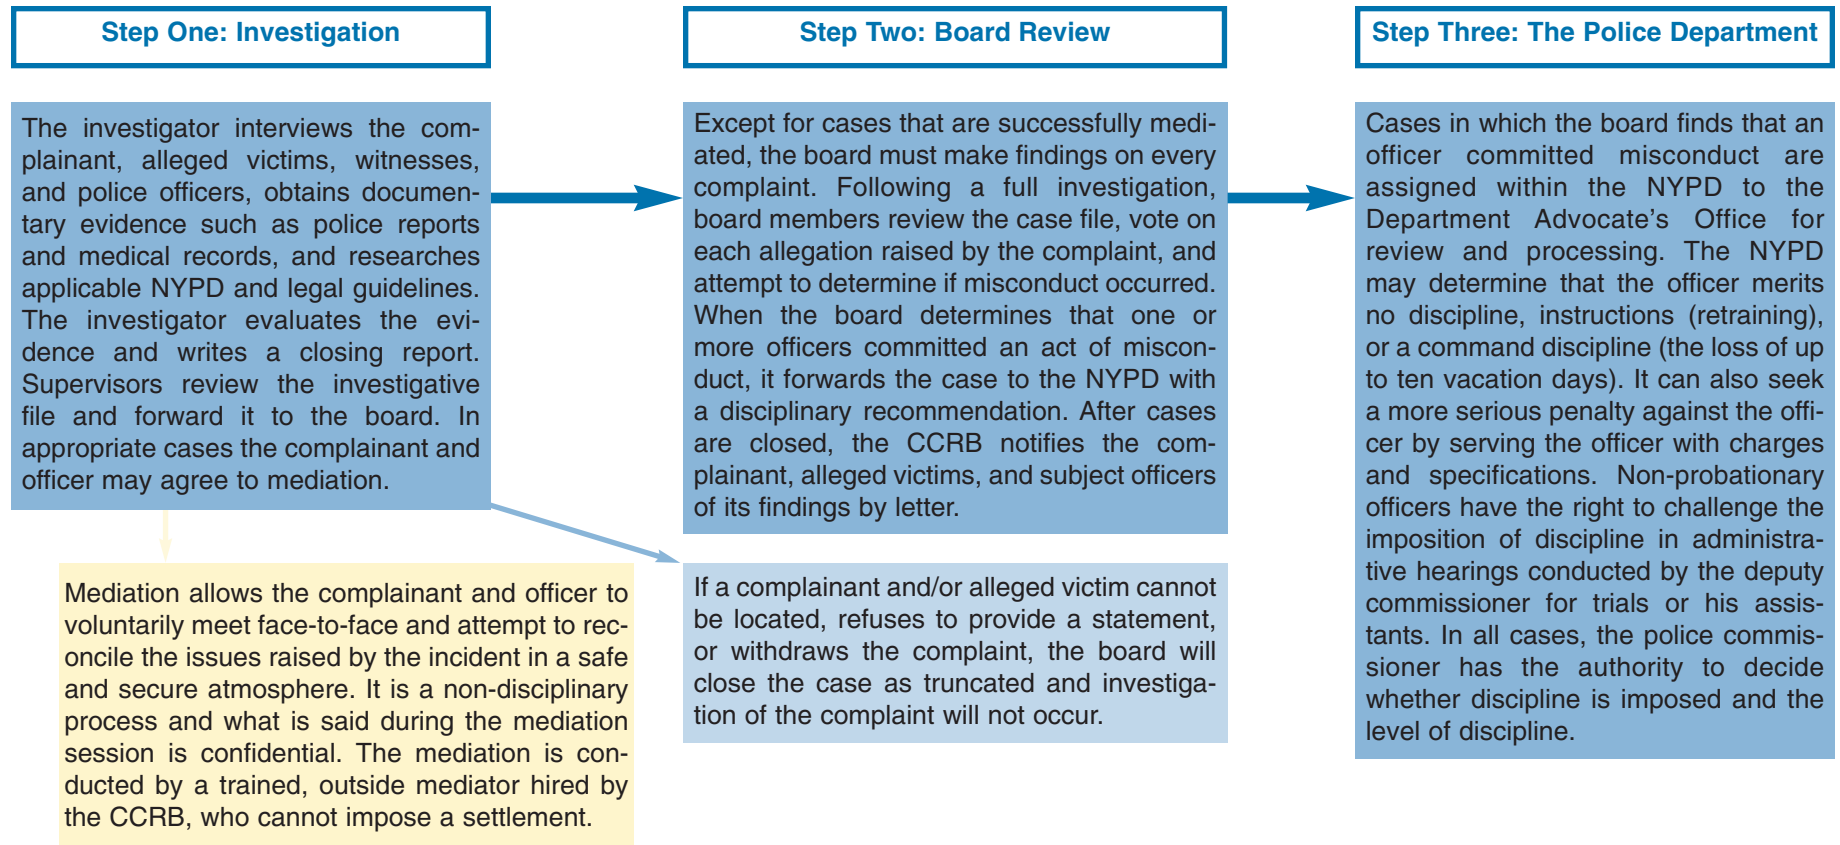 Step One: Investigation
The investigator interviews the com-
plainant, alleged victims, witnesses,
and police officers, obtains documen-
tary evidence such as police reports
and medical records, and researches
applicable NYPD and legal guidelines.
The investigator evaluates the evi-
dence and writes a closing report.
Supervisors review the investigative
file and forward it to the board. In
appropriate cases the complainant and
officer may agree to mediation.
Mediation allows the complainant and officer to
voluntarily meet face-to-face and attempt to rec-
oncile the issues raised by the incident in a safe
and secure atmosphere. It is a non-disciplinary
process and what is said during the mediation
session is confidential. The mediation is con-
ducted by a trained, outside mediator hired by
the CCRB, who cannot impose a settlement.
Step Two: Board Review
Except for cases that are successfully medi-
ated, the board must make findings on every
complaint. Following a full investigation,
board members review the case file, vote on
each allegation raised by the complaint, and
attempt to determine if misconduct occurred.
When the board determines that one or
more officers committed an act of miscon-
duct, it forwards the case to the NYPD with
a disciplinary recommendation. After cases
are closed, the CCRB notifies the com-
plainant, alleged victims, and subject officers
of its findings by letter.
If a complainant and/or alleged victim cannot
be located, refuses to provide a statement,
or withdraws the complaint, the board will
close the case as truncated and investiga-
tion of the complaint will not occur.
Step Three: The Police Department
Cases in which the board finds that an
officer committed misconduct are
assigned within the NYPD to the
Department Advocate's Office for
review and processing. The NYPD
may determine that the officer merits
no discipline, instructions (retraining),
or a command discipline (the loss of up
to ten vacation days). It can also seek
a more serious penalty against the offi-
cer by serving the officer with charges
and specifications. Non-probationary
officers have the right to challenge the
imposition of discipline in administra-
tive hearings conducted by the deputy
commissioner for trials or his assis-
tants. In all cases, the police commis-
sioner has the authority to decide
whether discipline is imposed and the
level of discipline.